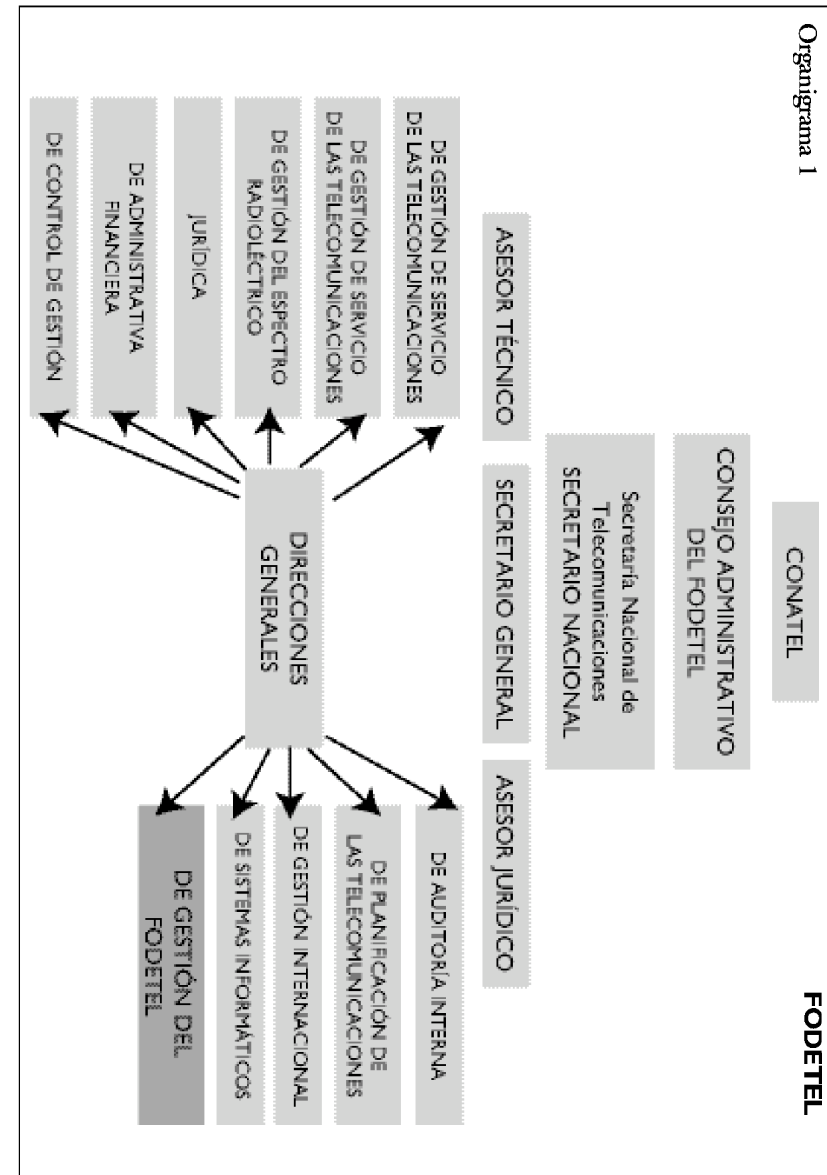 Organigrama 1
FODETEL
CONATEL
CONSEJO ADMINISTRATIVO
DEL FODETEL
Secretaría Nacional de
Telecomunicaciones
SECRETARIO NACIONAL
ASESOR TÉCNICO
SECRETARIO GENERAL
ASESOR JURÍDICO
DE GESTIÓN DE SERVICIO
DE LAS TELECOMUNICACIONES
DE GESTIÓN DE SERVICIO
DE LAS TELECOMUNICACIONES
DE GESTIÓN DEL ESPECTRO
RADIOLÉCTRICO
JURÍDICA
DE ADMINISTRATIVA
FINANCIERA
DE CONTROL DE GESTIÓN
DIRECCIONES
GENERALES
DE AUDITORÍA INTERNA
DE PLANIFICACIÓN DE
LAS TELECOMUNICACIONES
DE GESTIÓN INTERNACIONAL
DE SISTEMAS INFORMÁTICOS
DE GESTIÓN DEL
FODETEL